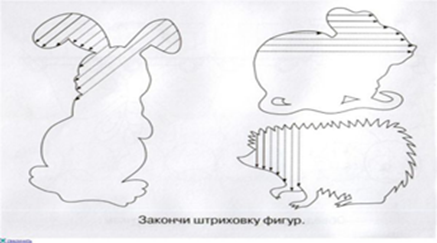 Закончи штриховку фигур.